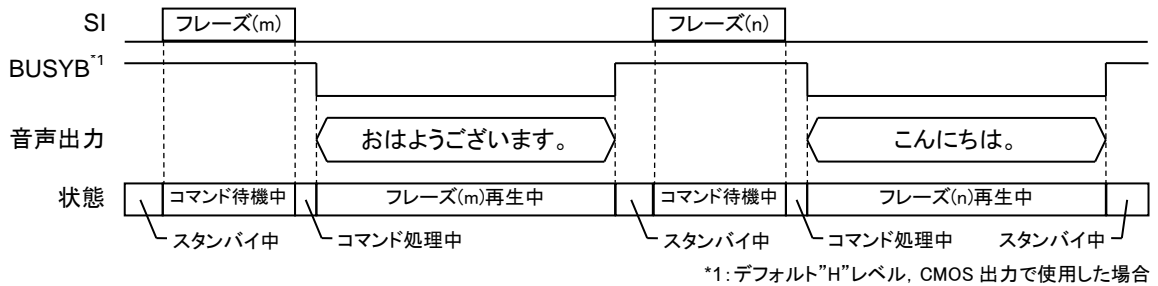 SI フレーズ(m) フレーズ(n)
BUSYB*1
音声出力 おはようございます。 こんにちは。
状態 コマンド待機中 フレーズ(m)再生中 コマンド待機中 フレーズ(n)再生中
スタンバイ中 コマンド処理中 スタンバイ中 コマンド処理中 スタンバイ中
*1:デフォルト”H”レベル, CMOS 出力で使用した場合